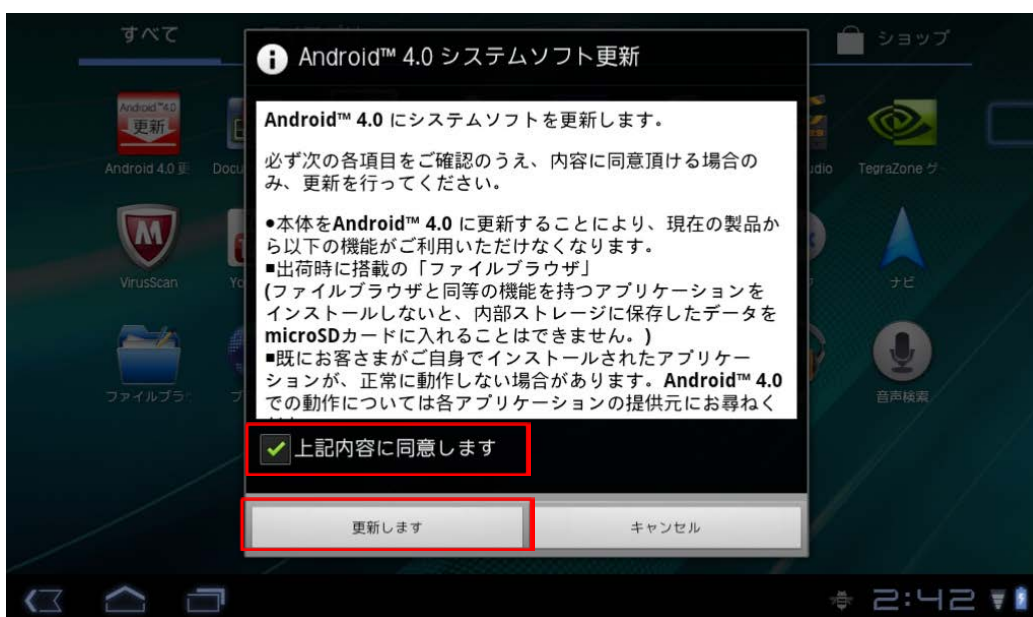 すべて
ショップ
Android™ 4.0 システムソフト更新
Android™4.0
更新
Android 4.0 更
Docu
dio
TegraZone ゲ
Android™ 4.0 にシステムソフトを更新します。
必ず次の各項目をご確認のうえ、内容に同意頂ける場合の
み、更新を行ってください。
●本体をAndroid™ 4.0 に更新することにより、現在の製品か
ら以下の機能がご利用いただけなくなります。
■出荷時に搭載の「ファイルブラウザ」
(ファイルブラウザと同等の機能を持つアプリケーションを
インストールしないと、内部ストレージに保存したデータを
microSDカードに入れることはできません。)
■既にお客さまがご自身でインストールされたアプリケー
ションが、正常に動作しない場合があります。Android™ 4.0
での動作については各アプリケーションの提供元にお尋ねく
VirusScan
Yo
ナビ
ファイルブラ
ブ
音声検索
上記内容に同意します
更新します
キャンセル
2:42